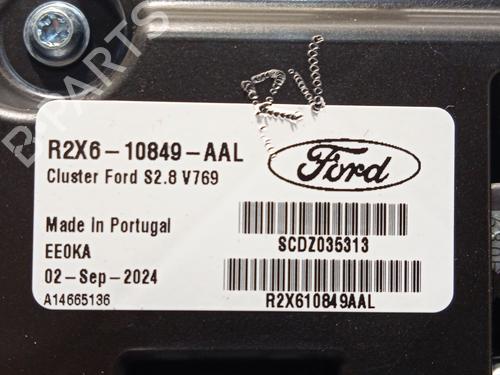 B-PARTS
R2X6-10849-AAL
Ford
Cluster Ford S2.8 V769
Made in Portugal
SCDZ035313
EE0KA
02-Sep-2024
R2X610849AAL
A14665136